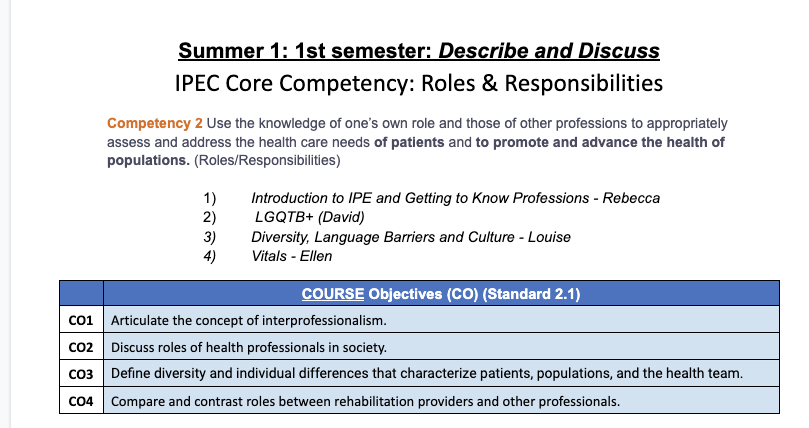 Summer 1: 1st semester: Describe and Discuss
IPEC Core Competency: Roles & Responsibilities
Competency 2 Use the knowledge of one's own role and those of other professions to appropriately
assess and address the health care needs of patients and to promote and advance the health of
populations. (Roles/Responsibilities)
1) Introduction to IPE and Getting to Know Professions - Rebecca
2) LGQTB+ (David)
3) Diversity, Language Barriers and Culture - Louise
4) Vitals - Ellen
COURSE Objectives (CO) (Standard 2.1)
CO1 Articulate the concept of interprofessionalism.
CO2 Discuss roles of health professionals in society.
CO3 Define diversity and individual differences that characterize patients, populations, and the health team.
CO4 Compare and contrast roles between rehabilitation providers and other professionals.